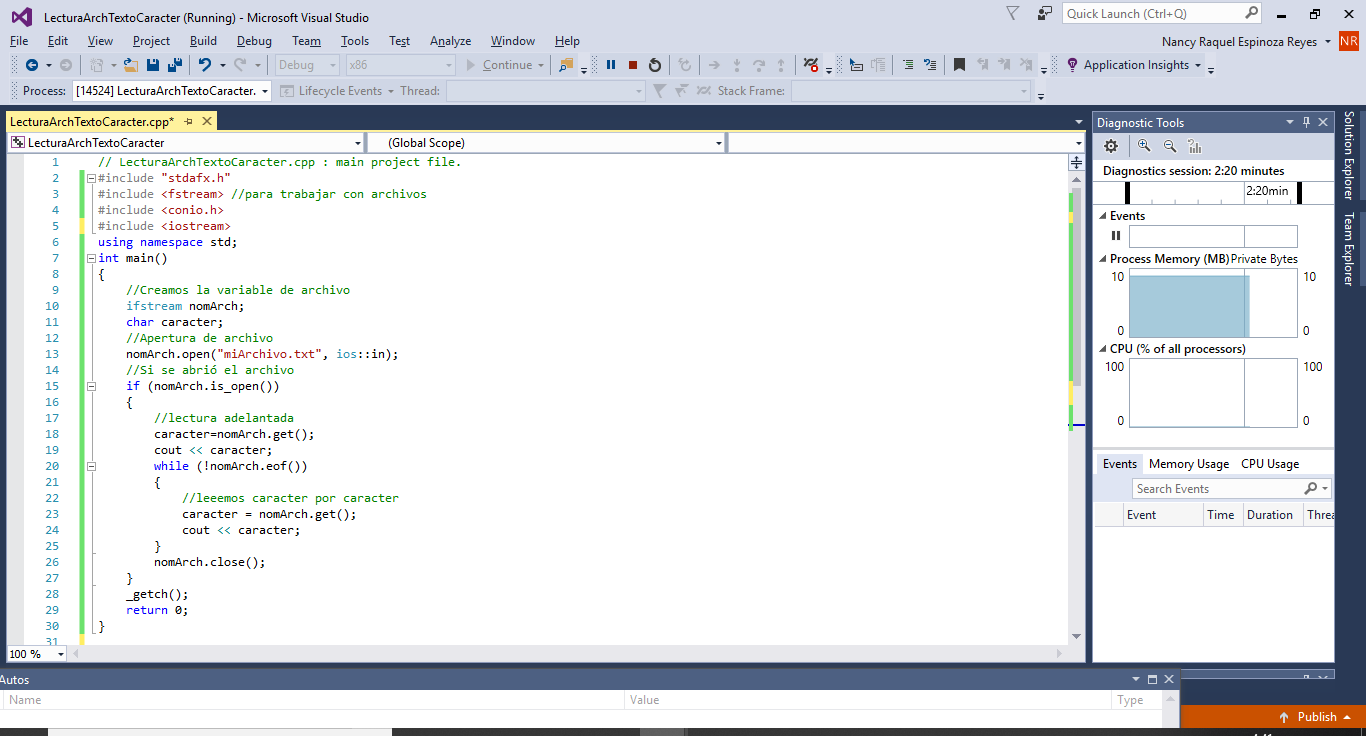 LecturaArchTextoCaracter (Running) - Microsoft Visual Studio
Quick Launch (Ctrl+Q)
File Edit View Project Build Debug Team Tools Test Analyze Window Help
Nancy Raquel Espinoza Reyes NR
Debug x86 Continue Application Insights
Process: [14524] LecturaArchTextoCaracter. Lifecycle Events Thread: Stack Frame:
LecturaArchTextoCaracter.cpp*
LecturaArchTextoCaracter (Global Scope)
1 // LecturaArchTextoCaracter.cpp : main project file.
2 #include "stdafx.h"
3 #include <fstream> //para trabajar con archivos
4 #include <conio.h>
5 #include <iostream>
6 using namespace std;
7 int main()
8 {
9 //Creamos la variable de archivo
10 ifstream nomArch;
11 char caracter;
12 //Apertura de archivo
13 nomArch.open("miArchivo.txt", ios::in);
14 //Si se abrió el archivo
15 if (nomArch.is_open())
16 {
17 //lectura adelantada
18 caracter=nomArch.get();
19 cout << caracter;
20 while (!nomArch.eof())
21 {
22 //leeemos caracter por caracter
23 caracter = nomArch.get();
24 cout << caracter;
25 }
26 nomArch.close();
27 }
28 _getch();
29 return 0;
30 }
31
100 %
Diagnostic Tools
Diagnostics session: 2:20 minutes
2:20min
Events
Process Memory (MB) Private Bytes
10 10
0 0
CPU (% of all processors)
100 100
0 0
Events Memory Usage CPU Usage
Search Events
Event Time Duration Threa
Solution Explorer
Team Explorer
Autos
Name Value Type
Publish